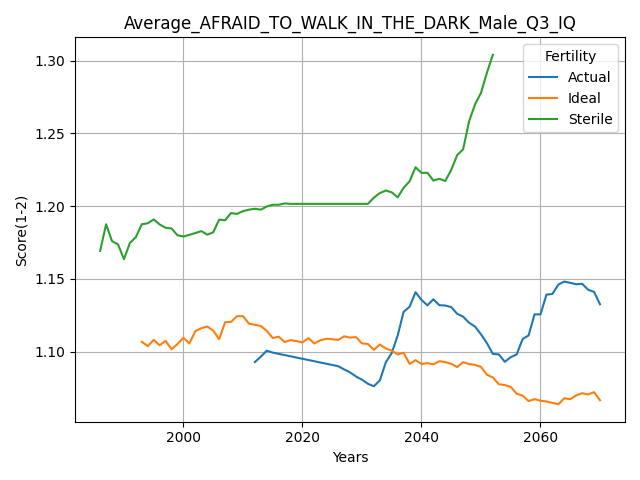 Average_AFRAID_TO_WALK_IN_THE_DARK_Male_Q3_IQ
Fertility
Actual
Ideal
Sterile
Score(1-2)
1.30
1.25
1.20
1.15
1.10
2000 2020 2040 2060
Years